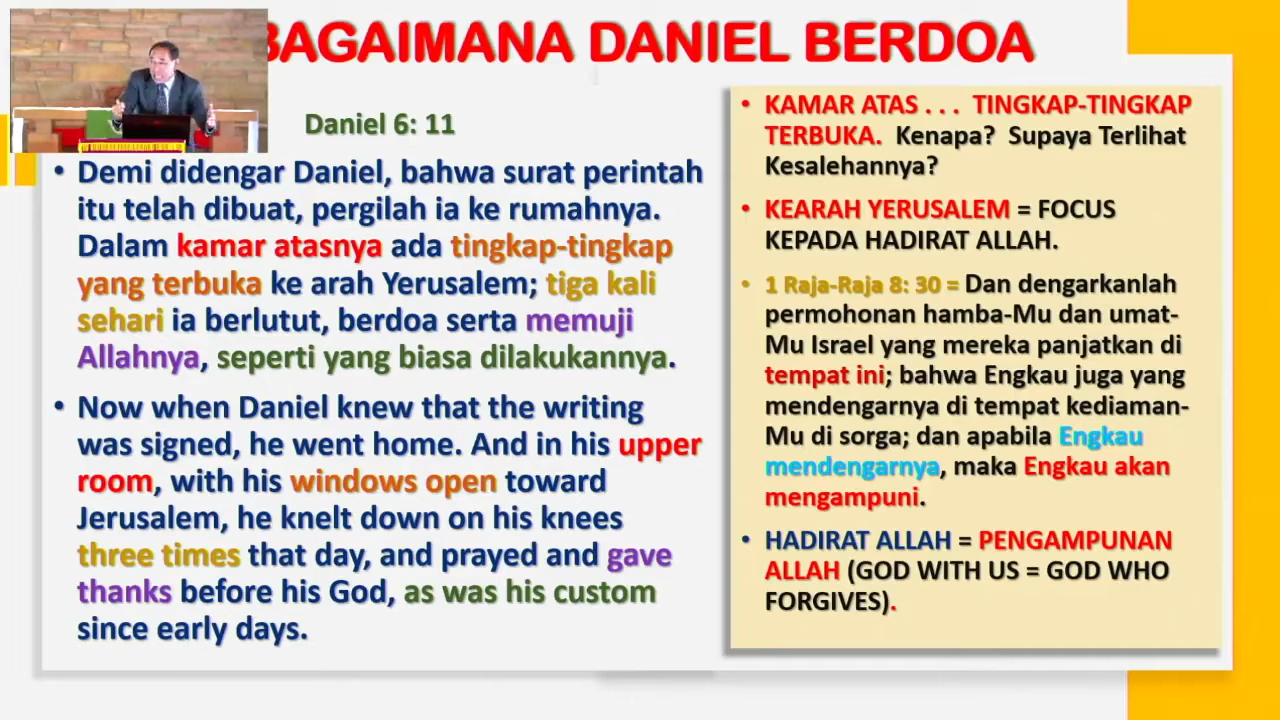 BAGAIMANA DANIEL BERDOA
Daniel 6: 11
• Demi didengar Daniel, bahwa surat perintah
itu telah dibuat, pergilah ia ke rumahnya.
Dalam kamar atasnya ada tingkap-tingkap
yang terbuka ke arah Yerusalem; tiga kali
sehari ia berlutut, berdoa serta memuji
Allahnya, seperti yang biasa dilakukannya.
• Now when Daniel knew that the writing
was signed, he went home. And in his upper
room, with his windows open toward
Jerusalem, he knelt down on his knees
three times that day, and prayed and gave
thanks before his God, as was his custom
since early days.
• KAMAR ATAS . . . TINGKAP-TINGKAP
TERBUKA. Kenapa? Supaya Terlihat
Kesalehannya?
• KEARAH YERUSALEM = FOCUS
KEPADA HADIRAT ALLAH.
• 1 Raja-Raja 8: 30 = Dan dengarkanlah
permohonan hamba-Mu dan umat-
Mu Israel yang mereka panjatkan di
tempat ini; bahwa Engkau juga yang
mendengarnya di tempat kediaman-
Mu di sorga; dan apabila Engkau
mendengarnya, maka Engkau akan
mengampuni.
• HADIRAT ALLAH = PENGAMPUNAN
ALLAH (GOD WITH US = GOD WHO
FORGIVES).